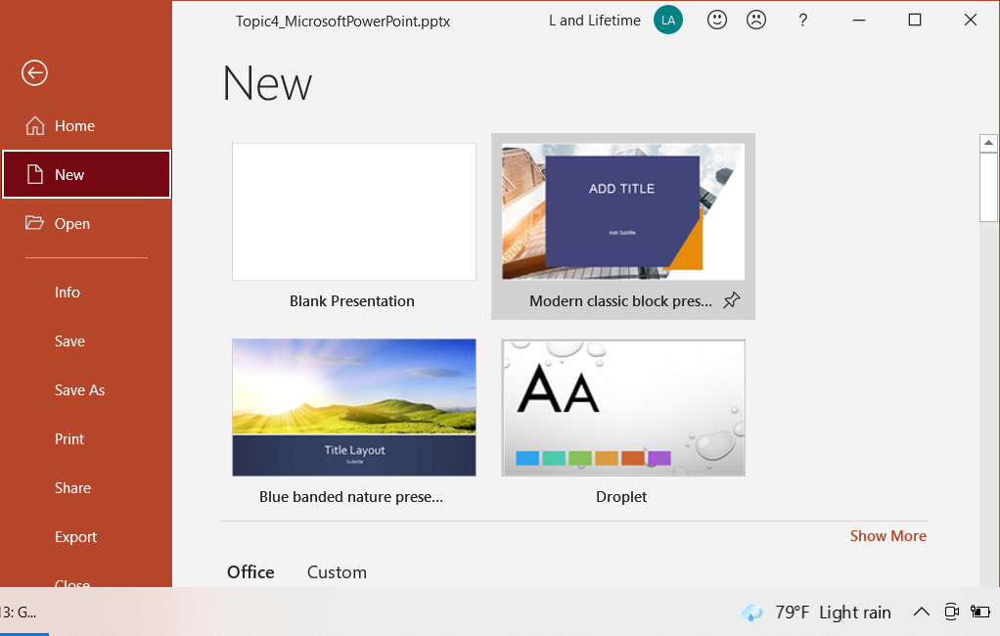 Topic4_MicrosoftPowerPoint.pptx
L and Lifetime
LA
?
New
Home
New
Open
Info
Save
Save As
Print
Share
Export
Close
ADD TITLE
Add Subtitle
Blank Presentation
Modern classic block pres...
Title Layout
Subtitle
AA
Blue banded nature prese...
Droplet
Show More
Office
Custom
13: G...
79°F Light rain